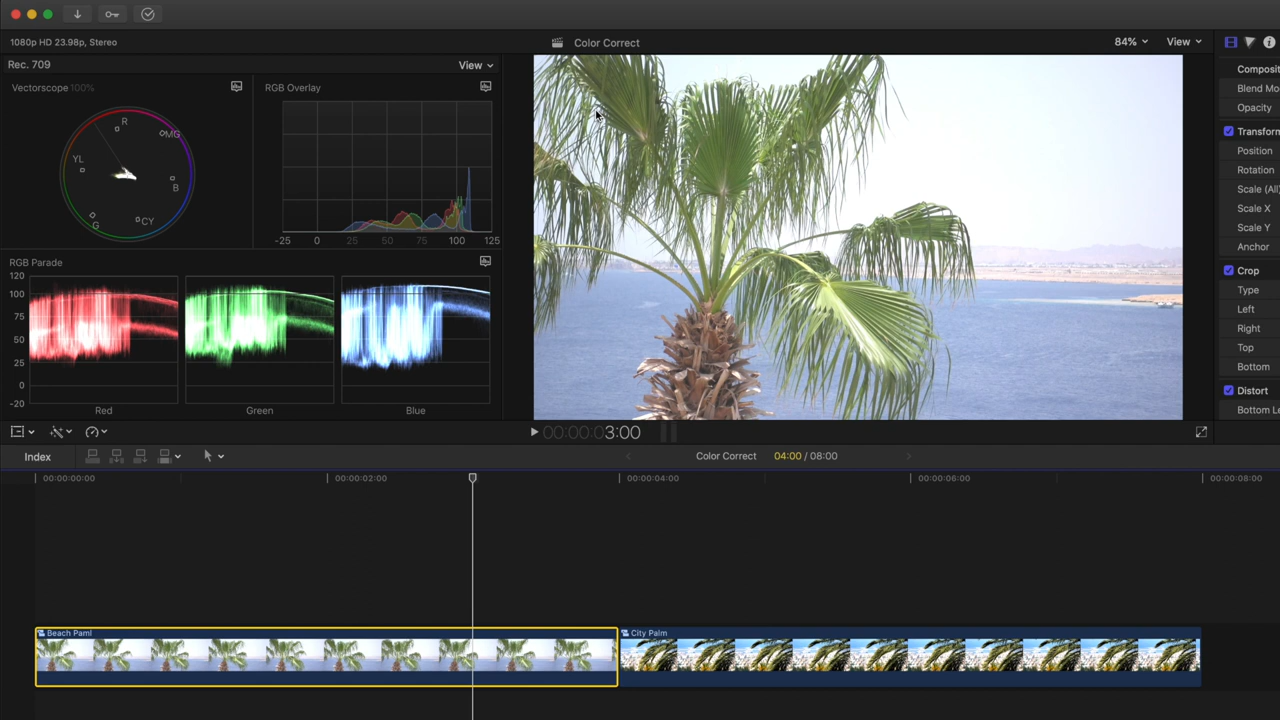 1080p HD 23.98p, Stereo
Color Correct
84%
View
Rec. 709
View
Vectorscope 100%
RGB Overlay
R
MG
YL
B
G
CY
-25 0 25 50 75 100 125
RGB Parade
120
100
75
50
25
0
-20
Red
Green
Blue
Composit
Blend Mo
Opacity
Transform
Position
Rotation
Scale (All)
Scale X
Scale Y
Anchor
Crop
Type
Left
Right
Top
Bottom
Distort
Bottom Le
00:00:03:00
Index
Color Correct
04:00 / 08:00
00:00:00:00
00:00:02:00
00:00:04:00
00:00:06:00
00:00:08:00
Beach Paml
City Palm